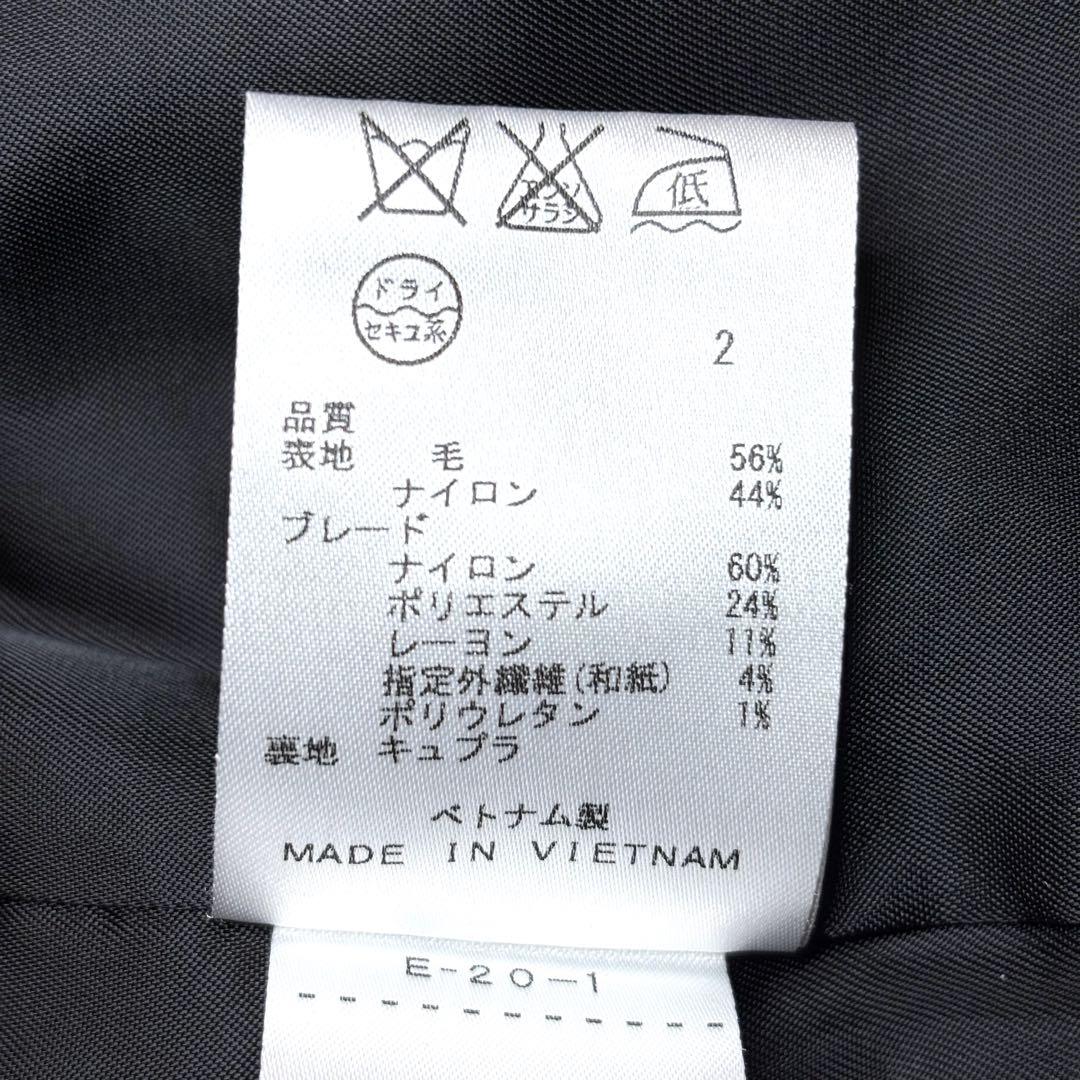 エンソ
サラシ
低
ドライ
セキユ系
2
品質
表地 毛 56%
ナイロン 44%
ブレード
ナイロン 60%
ポリエステル 24%
レーヨン 11%
指定外繊維(和紙) 4%
ポリウレタン 1%
裏地 キュプラ
ベトナム製
MADE IN VIETNAM
E-20-1